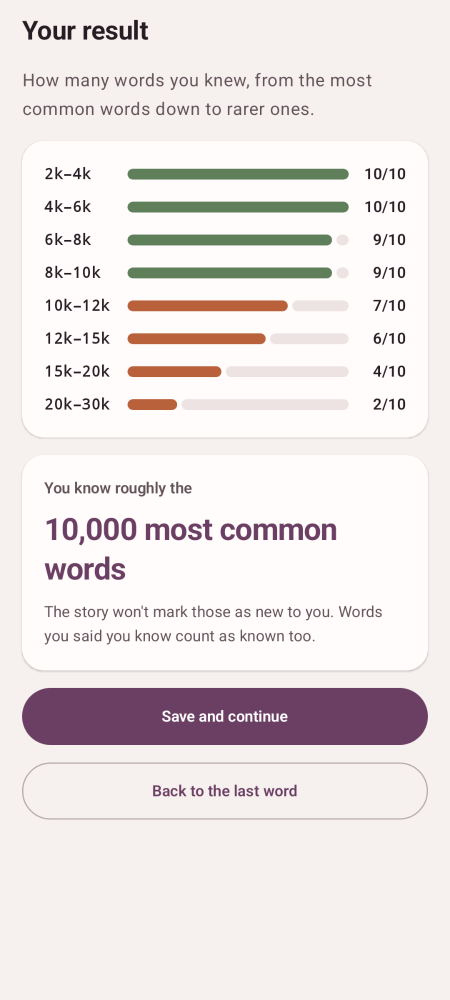 Your result
How many words you knew, from the most
common words down to rarer ones.
2k–4k 10/10
4k–6k 10/10
6k–8k 9/10
8k–10k 9/10
10k–12k 7/10
12k–15k 6/10
15k–20k 4/10
20k–30k 2/10
You know roughly the
10,000 most common
words
The story won't mark those as new to you. Words
you said you know count as known too.
Save and continue
Back to the last word